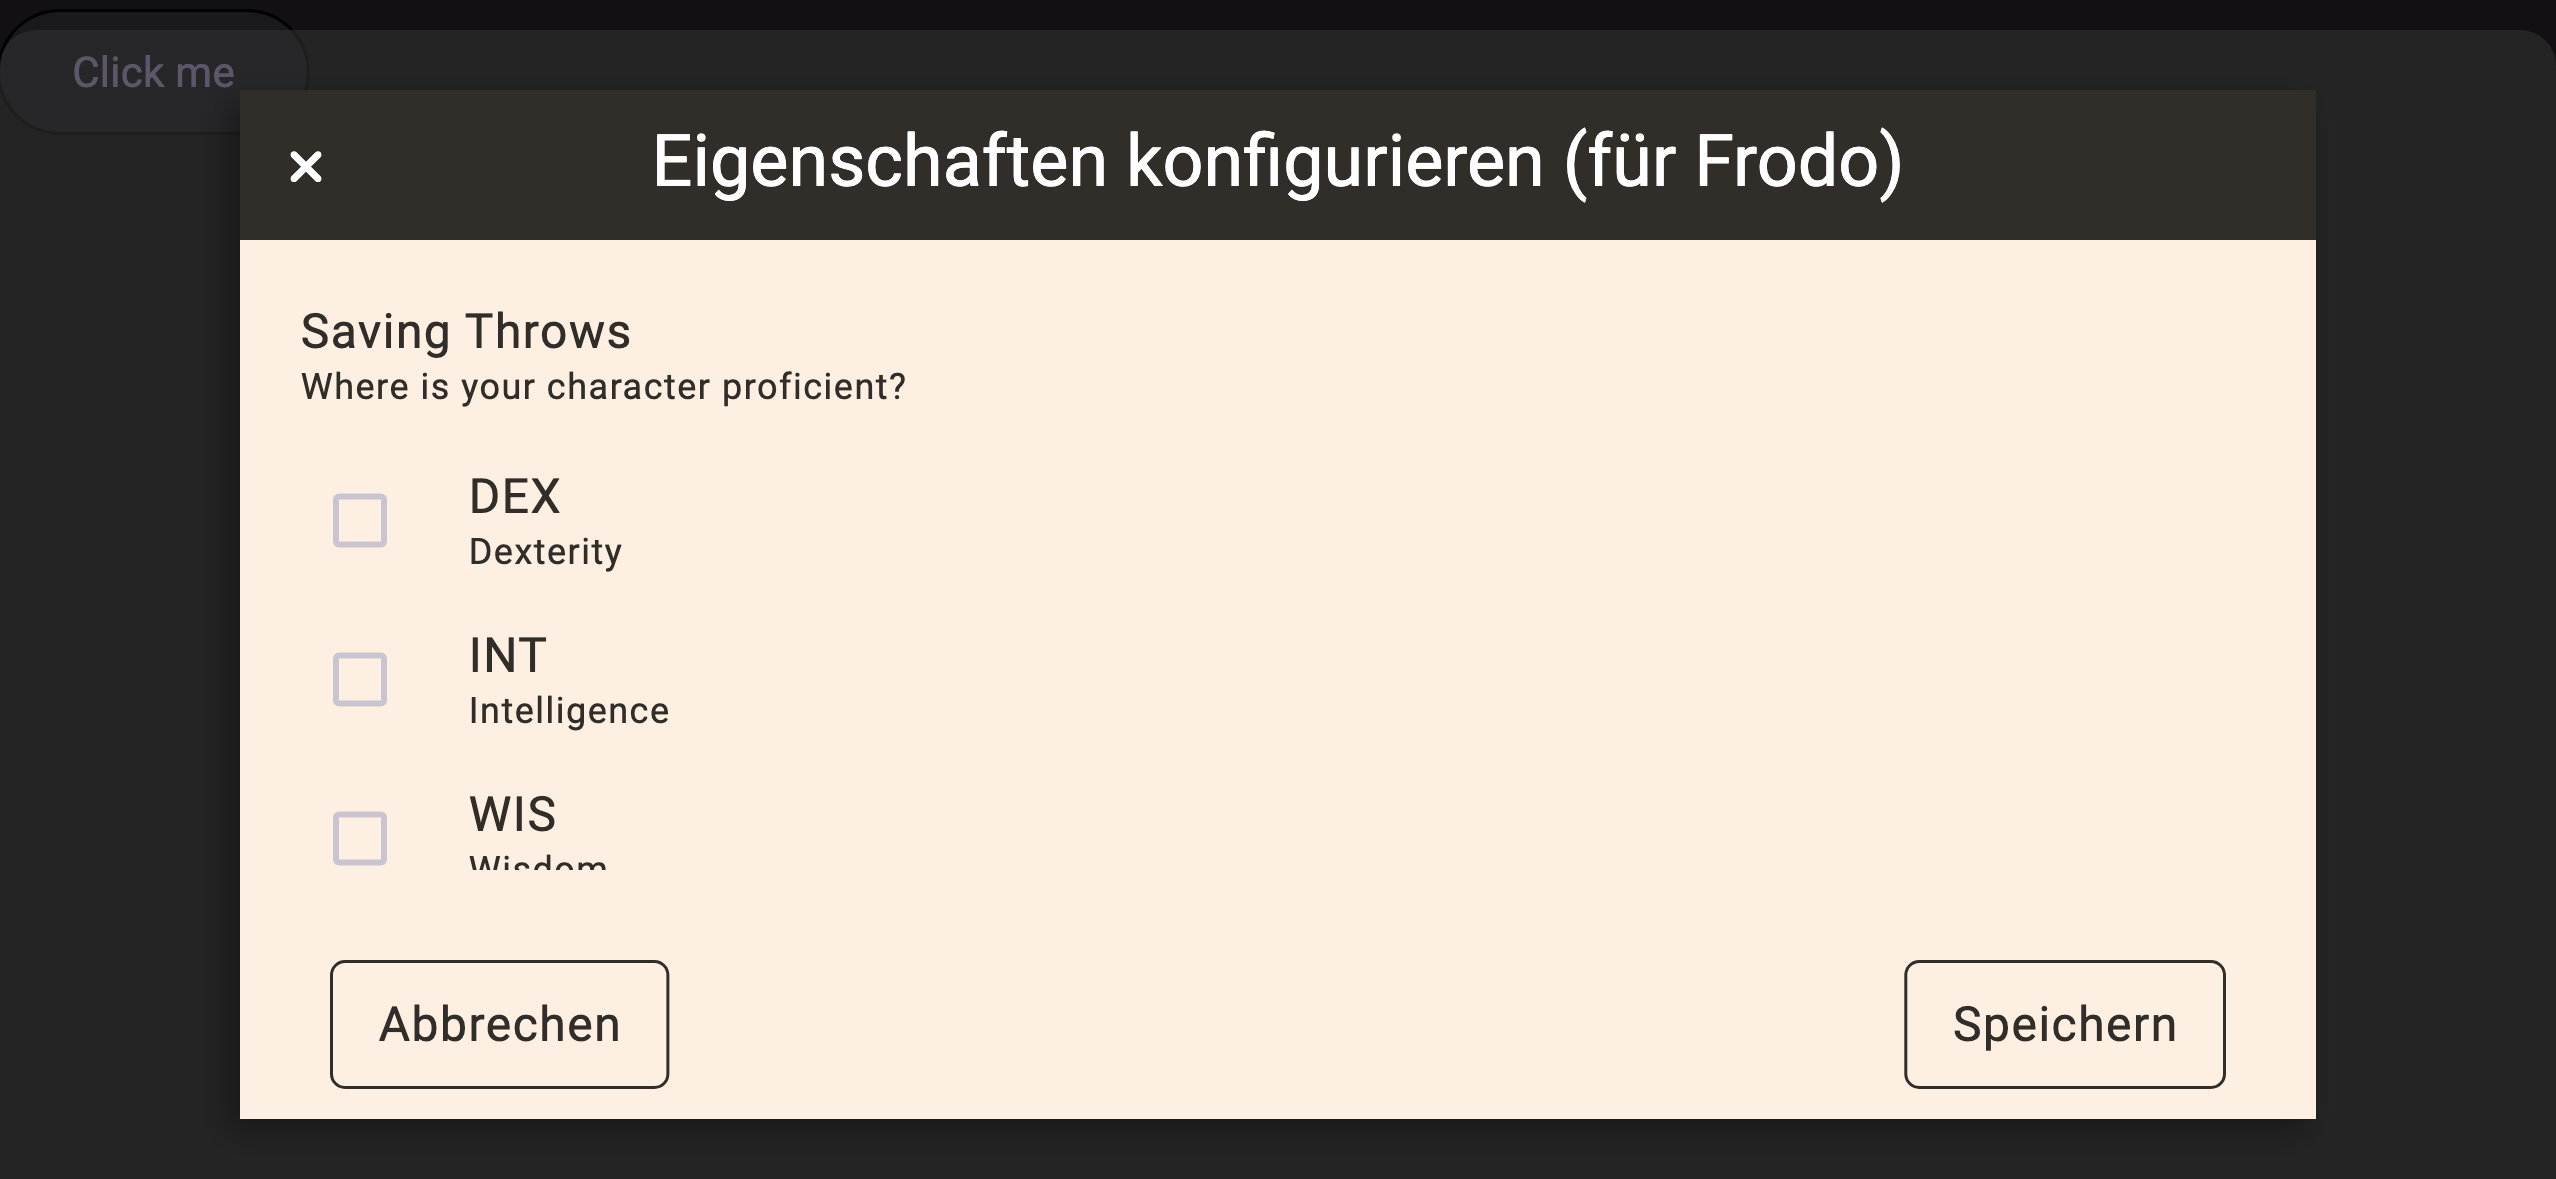 Click me
Eigenschaften konfigurieren (für Frodo)
Saving Throws
Where is your character proficient?
DEX
Dexterity
INT
Intelligence
WIS
Wisdom
Abbrechen
Speichern